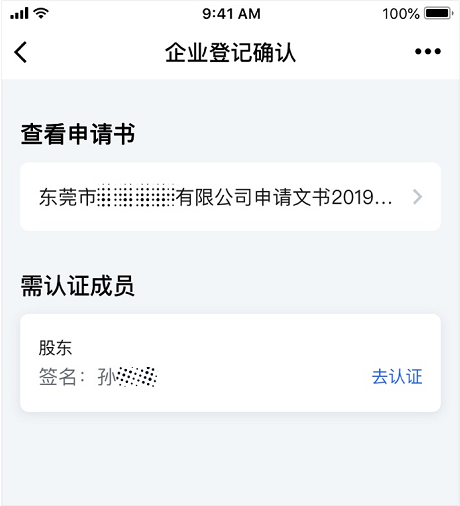 9:41 AM 100%
企业登记确认
查看申请书
东莞市有限公司申请文书2019...
需认证成员
股东
签名：孙
去认证